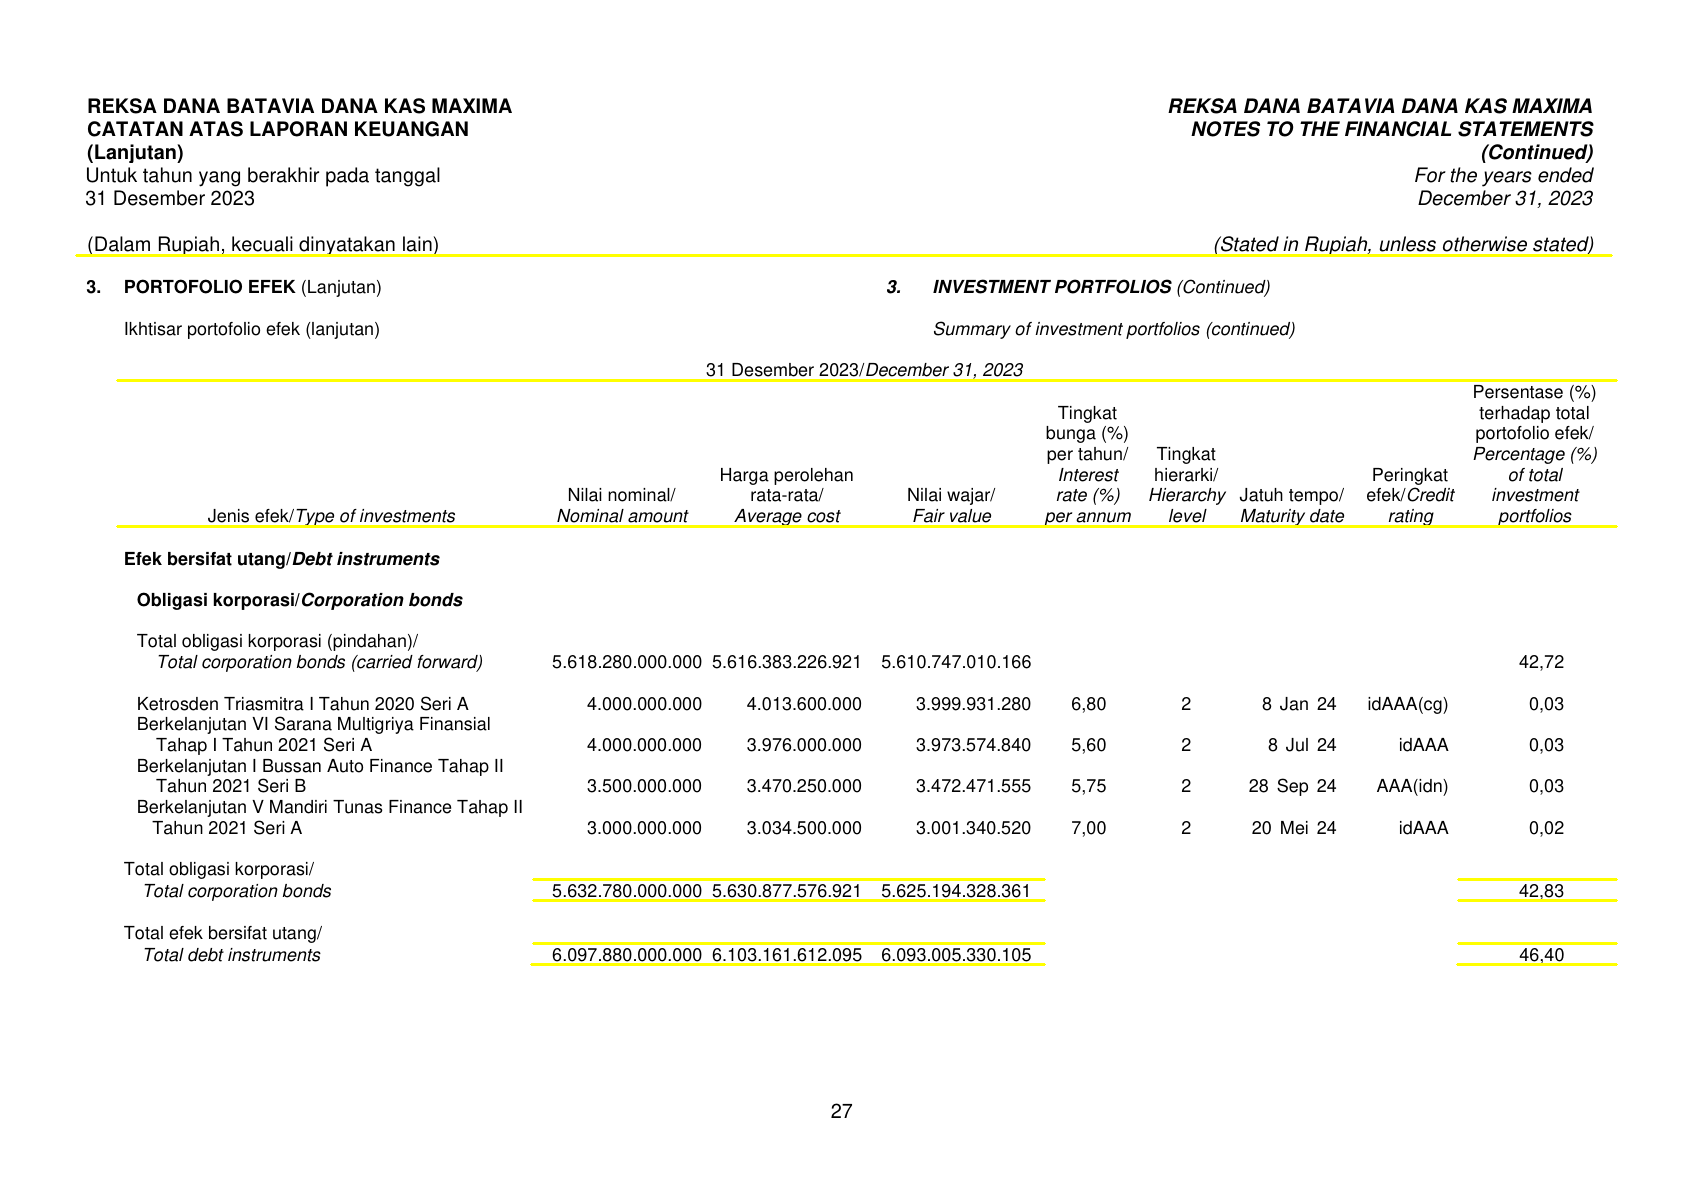 REKSA DANA BATAVIA DANA KAS MAXIMA
CATATAN ATAS LAPORAN KEUANGAN
(Lanjutan)
Untuk tahun yang berakhir pada tanggal
31 Desember 2023
(Dalam Rupiah, kecuali dinyatakan lain)
REKSA DANA BATAVIA DANA KAS MAXIMA
NOTES TO THE FINANCIAL STATEMENTS
(Continued)
For the years ended
December 31, 2023
(Stated in Rupiah, unless otherwise stated)
3. PORTOFOLIO EFEK (Lanjutan)
3. INVESTMENT PORTFOLIOS (Continued)
Ikhtisar portofolio efek (lanjutan)
Summary of investment portfolios (continued)
31 Desember 2023/December 31, 2023
Jenis efek/Type of investments
Nilai nominal/
Nominal amount
Harga perolehan
rata-rata/
Average cost
Nilai wajar/
Fair value
Tingkat
bunga (%)
per tahun/
Interest
rate (%)
per annum
Tingkat
hierarki/
Hierarchy
level
Jatuh tempo/
Maturity date
Peringkat
efek/Credit
rating
Persentase (%)
terhadap total
portofolio efek/
Percentage (%)
of total
investment
portfolios
Efek bersifat utang/Debt instruments
Obligasi korporasi/Corporation bonds
Total obligasi korporasi (pindahan)/
Total corporation bonds (carried forward) 5.618.280.000.000 5.616.383.226.921 5.610.747.010.166 42,72
Ketrosden Triasmitra I Tahun 2020 Seri A 4.000.000.000 4.013.600.000 3.999.931.280 6,80 2 8 Jan 24 idAAA(cg) 0,03
Berkelanjutan VI Sarana Multigriya Finansial
Tahap I Tahun 2021 Seri A 4.000.000.000 3.976.000.000 3.973.574.840 5,60 2 8 Jul 24 idAAA 0,03
Berkelanjutan I Bussan Auto Finance Tahap II
Tahun 2021 Seri B 3.500.000.000 3.470.250.000 3.472.471.555 5,75 2 28 Sep 24 AAA(idn) 0,03
Berkelanjutan V Mandiri Tunas Finance Tahap II
Tahun 2021 Seri A 3.000.000.000 3.034.500.000 3.001.340.520 7,00 2 20 Mei 24 idAAA 0,02
Total obligasi korporasi/
Total corporation bonds 5.632.780.000.000 5.630.877.576.921 5.625.194.328.361 42,83
Total efek bersifat utang/
Total debt instruments 6.097.880.000.000 6.103.161.612.095 6.093.005.330.105 46,40
27